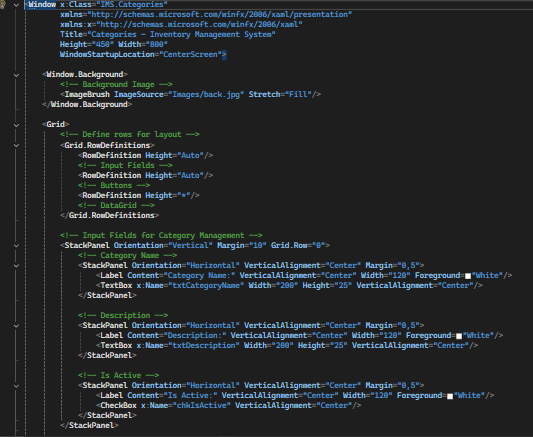 <Window x:Class="IMS.Categories"
xmlns="http://schemas.microsoft.com/winfx/2006/xaml/presentation"
xmlns:x="http://schemas.microsoft.com/winfx/2006/xaml"
Title="Categories - Inventory Management System"
Height="450" Width="800"
WindowStartupLocation="CenterScreen">
<Window.Background>
<!-- Background Image -->
<ImageBrush ImageSource="Images/back.jpg" Stretch="Fill"/>
</Window.Background>
<Grid>
<!-- Define rows for layout -->
<Grid.RowDefinitions>
<RowDefinition Height="Auto"/>
<!-- Input Fields -->
<RowDefinition Height="Auto"/>
<!-- Buttons -->
<RowDefinition Height="*"/>
<!-- DataGrid -->
</Grid.RowDefinitions>
<!-- Input Fields for Category Management -->
<StackPanel Orientation="Vertical" Margin="10" Grid.Row="0">
<!-- Category Name -->
<StackPanel Orientation="Horizontal" VerticalAlignment="Center" Margin="0,5">
<Label Content="Category Name:" VerticalAlignment="Center" Width="120" Foreground="White"/>
<TextBox x:Name="txtCategoryName" Width="200" Height="25" VerticalAlignment="Center"/>
</StackPanel>
<!-- Description -->
<StackPanel Orientation="Horizontal" VerticalAlignment="Center" Margin="0,5">
<Label Content="Description:" VerticalAlignment="Center" Width="120" Foreground="White"/>
<TextBox x:Name="txtDescription" Width="200" Height="25" VerticalAlignment="Center"/>
</StackPanel>
<!-- Is Active -->
<StackPanel Orientation="Horizontal" VerticalAlignment="Center" Margin="0,5">
<Label Content="Is Active:" VerticalAlignment="Center" Width="120" Foreground="White"/>
<CheckBox x:Name="chkIsActive" VerticalAlignment="Center"/>
</StackPanel>
</StackPanel>